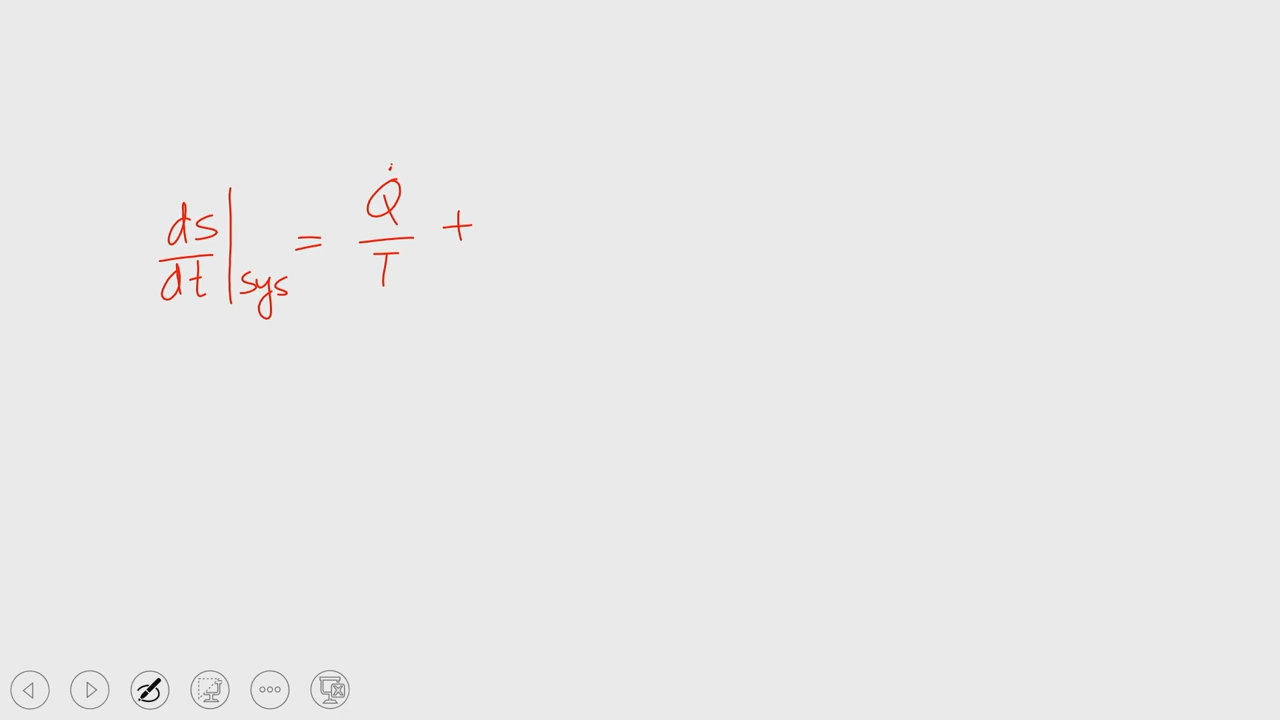 ds/dt|sys = Q̇/T +